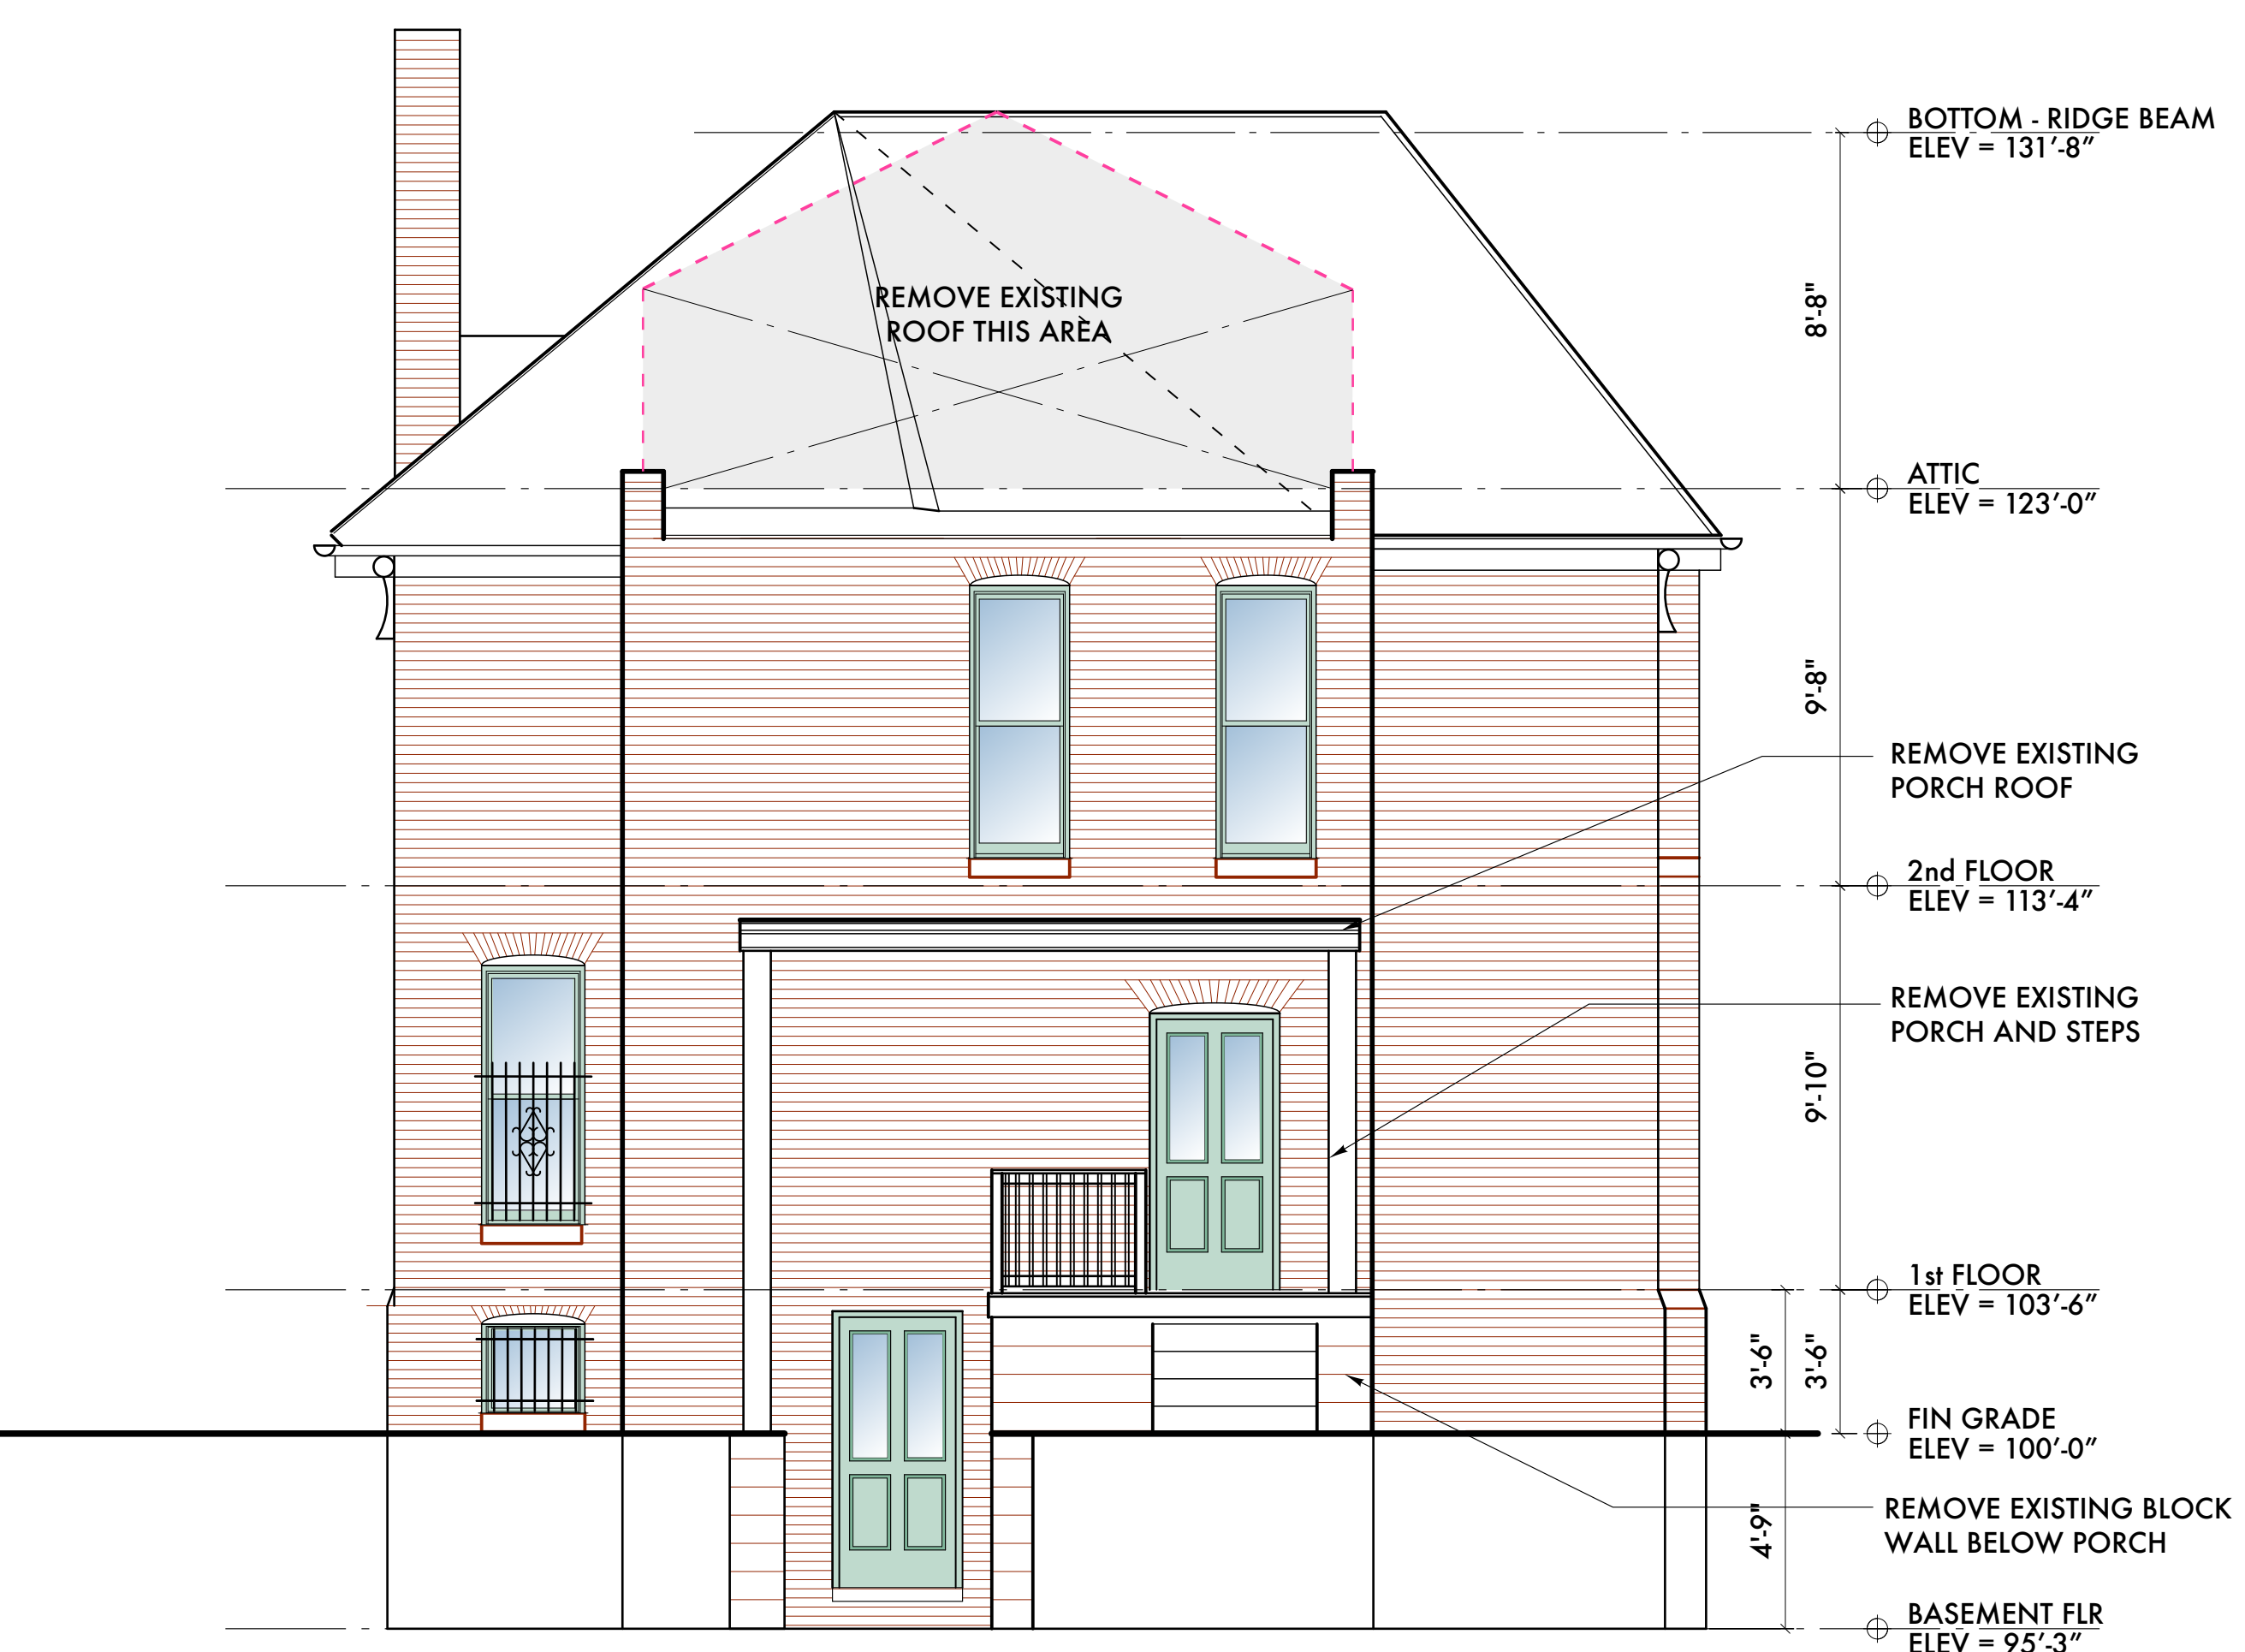 BOTTOM - RIDGE BEAM
ELEV = 131′-8″
8'-8"
REMOVE EXISTING
ROOF THIS AREA
ATTIC
ELEV = 123′-0″
9'-8"
REMOVE EXISTING
PORCH ROOF
2nd FLOOR
ELEV = 113′-4″
REMOVE EXISTING
PORCH AND STEPS
9'-10"
1st FLOOR
ELEV = 103′-6″
3'-6"
3'-6"
FIN GRADE
ELEV = 100′-0″
4'-9"
REMOVE EXISTING BLOCK
WALL BELOW PORCH
BASEMENT FLR
ELEV = 95′-3″